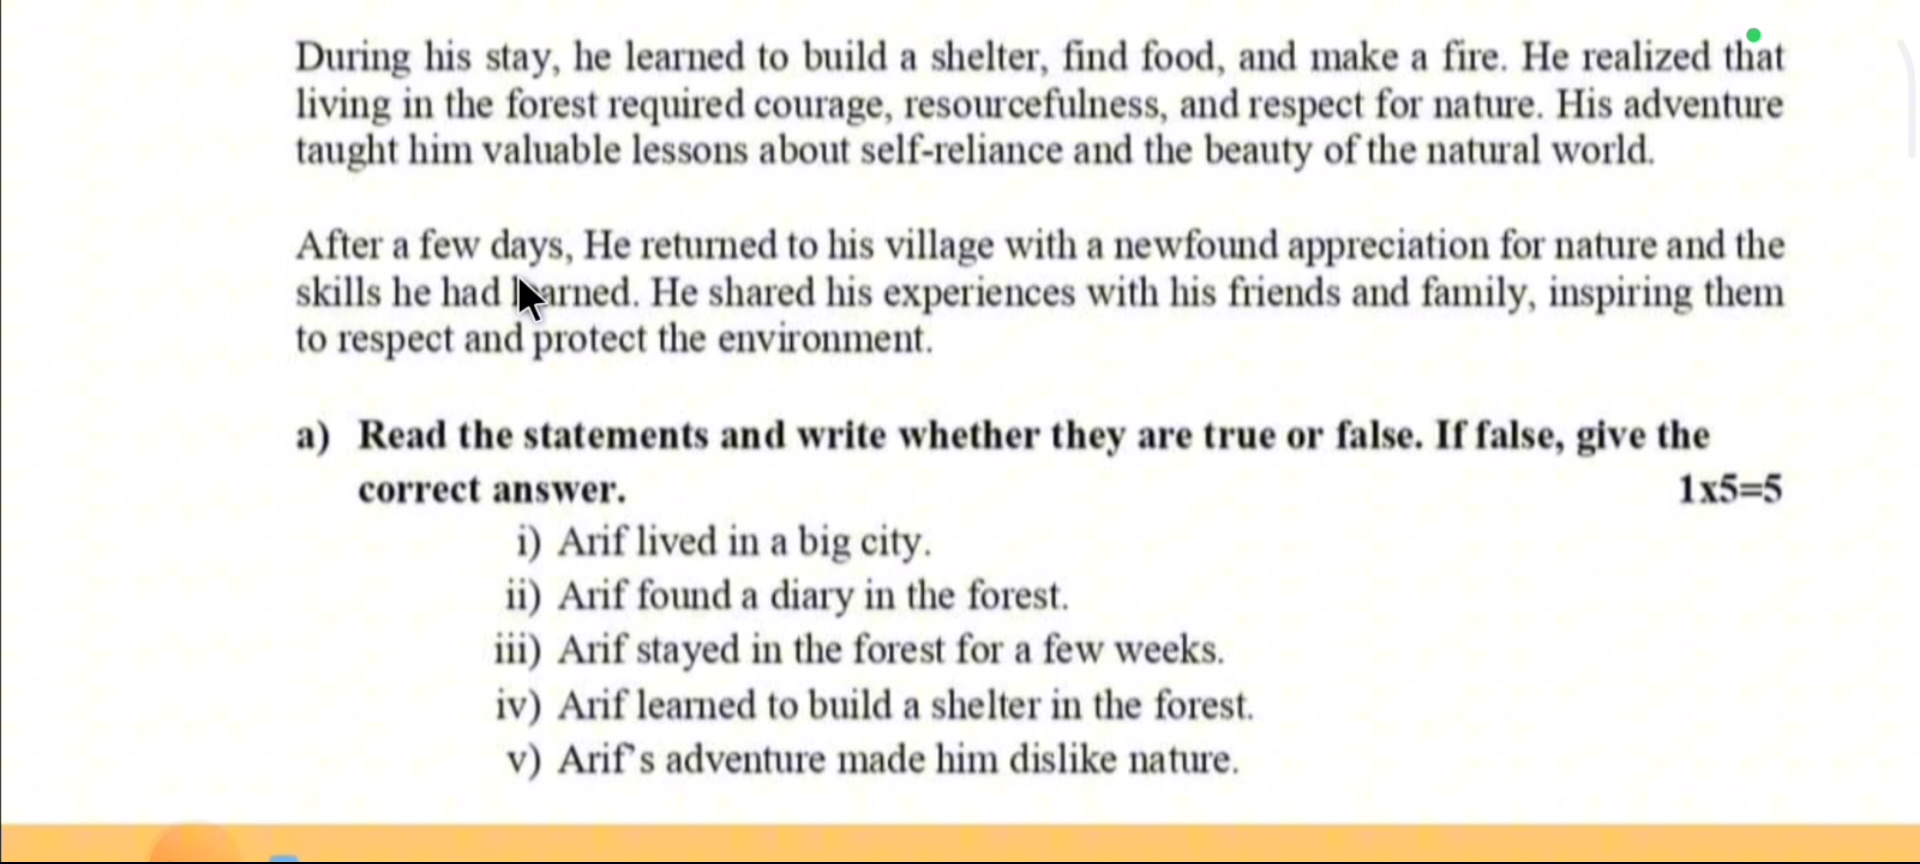 During his stay, he learned to build a shelter, find food, and make a fire. He realized that
living in the forest required courage, resourcefulness, and respect for nature. His adventure
taught him valuable lessons about self-reliance and the beauty of the natural world.
After a few days, He returned to his village with a newfound appreciation for nature and the
skills he had learned. He shared his experiences with his friends and family, inspiring them
to respect and protect the environment.
a) Read the statements and write whether they are true or false. If false, give the
correct answer. 1x5=5
i) Arif lived in a big city.
ii) Arif found a diary in the forest.
iii) Arif stayed in the forest for a few weeks.
iv) Arif learned to build a shelter in the forest.
v) Arif's adventure made him dislike nature.